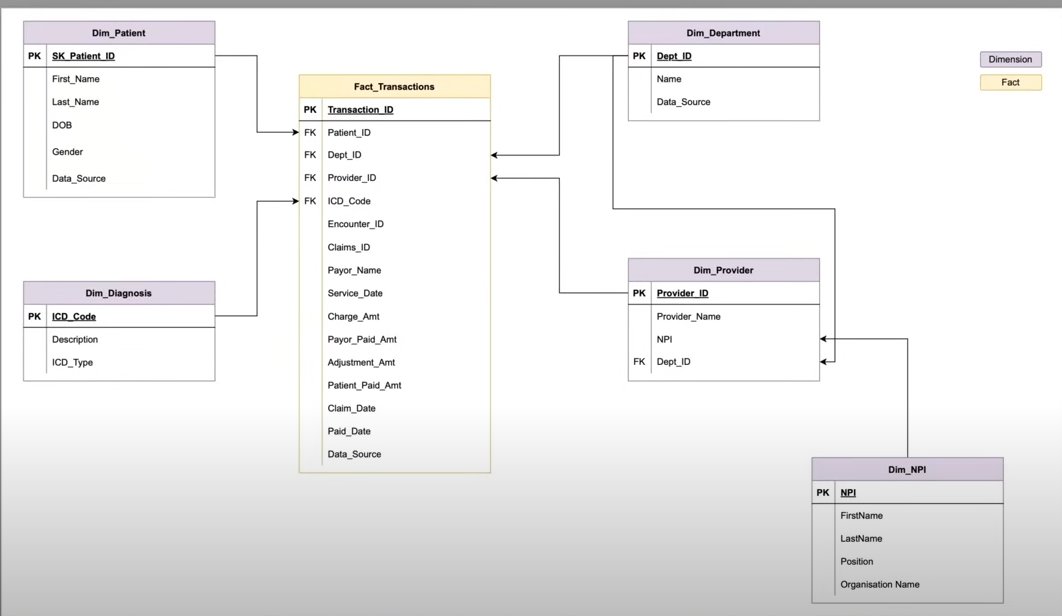 Dim_Patient
PK SK_Patient_ID
First_Name
Last_Name
DOB
Gender
Data_Source
Fact_Transactions
PK Transaction_ID
FK Patient_ID
FK Dept_ID
FK Provider_ID
FK ICD_Code
Encounter_ID
Claims_ID
Payor_Name
Service_Date
Charge_Amt
Payor_Paid_Amt
Adjustment_Amt
Patient_Paid_Amt
Claim_Date
Paid_Date
Data_Source
Dim_Department
PK Dept_ID
Name
Data_Source
Dimension
Fact
Dim_Diagnosis
PK ICD_Code
Description
ICD_Type
Dim_Provider
PK Provider_ID
Provider_Name
NPI
FK Dept_ID
Dim_NPI
PK NPI
FirstName
LastName
Position
Organisation Name